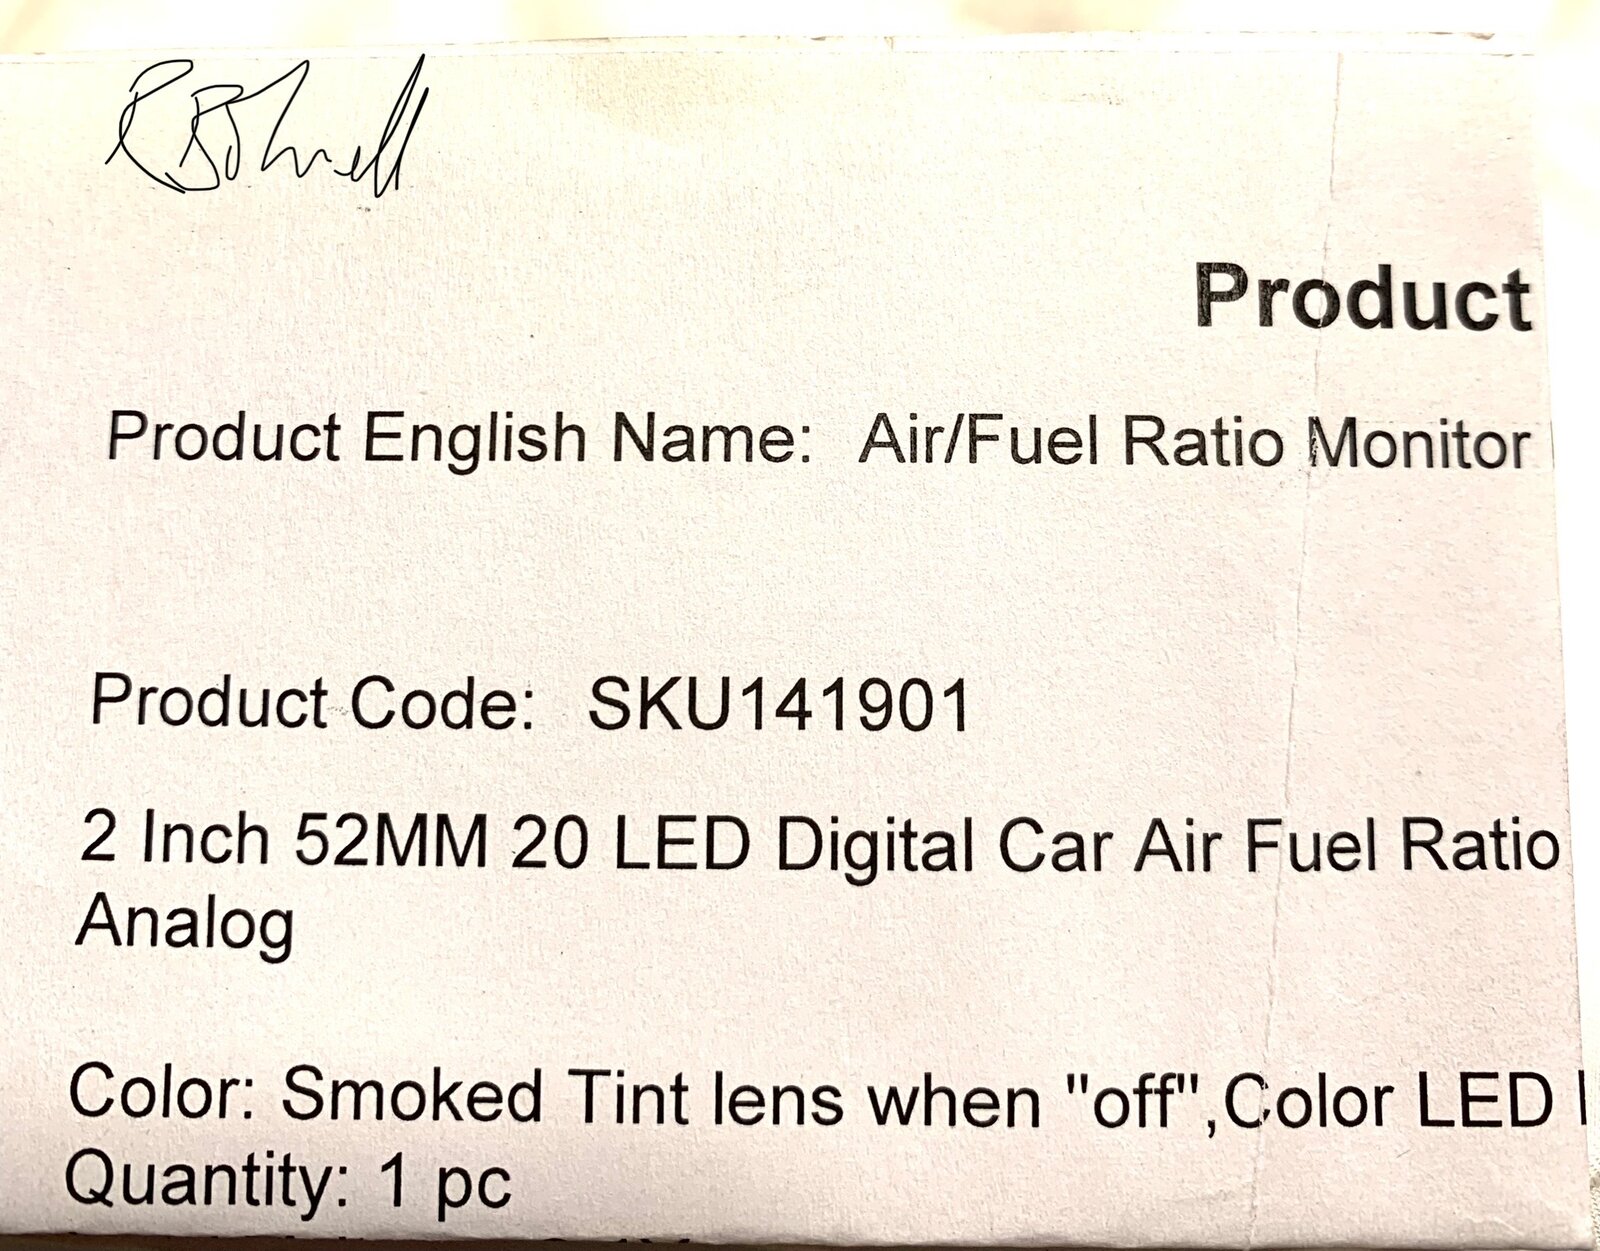 Product
Product English Name: Air/Fuel Ratio Monitor
Product Code: SKU141901
2 Inch 52MM 20 LED Digital Car Air Fuel Ratio
Analog
Color: Smoked Tint lens when "off",Color LED
Quantity: 1 pc